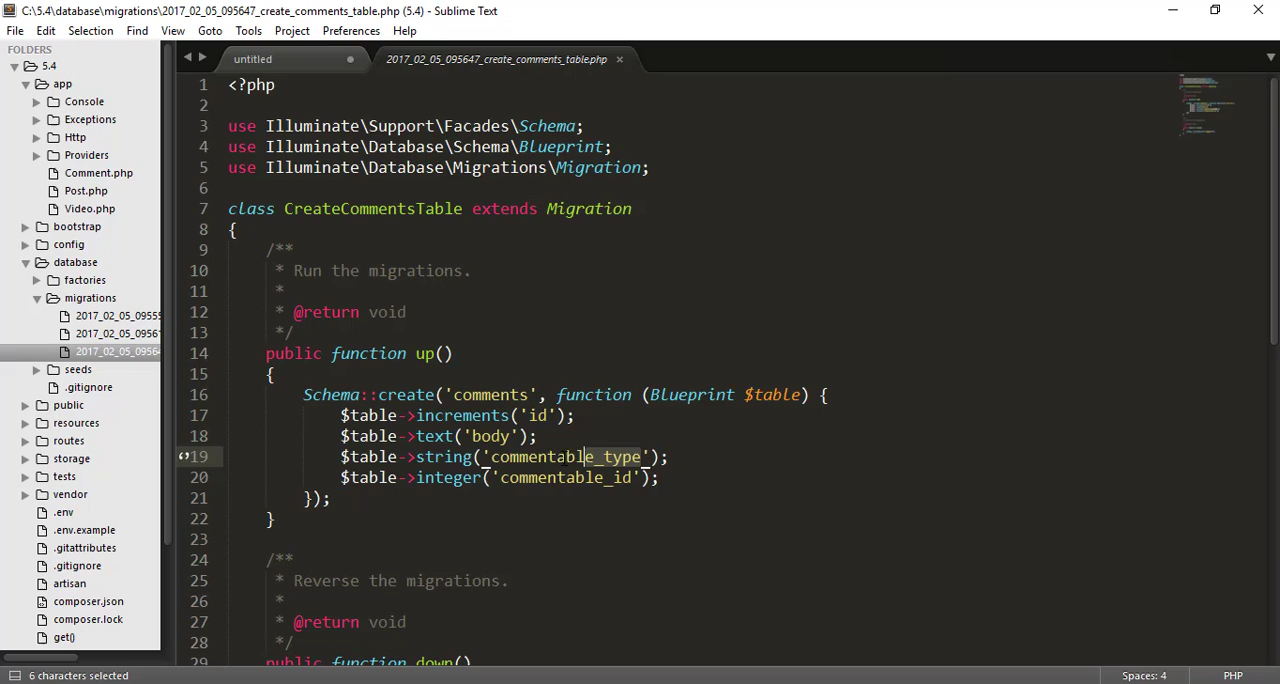 C:\5.4\database\migrations\2017_02_05_095647_create_comments_table.php (5.4) - Sublime Text
File Edit Selection Find View Goto Tools Project Preferences Help
FOLDERS
5.4
app
Console
Exceptions
Http
Providers
Comment.php
Post.php
Video.php
bootstrap
config
database
factories
migrations
2017_02_05_0955
2017_02_05_0956
2017_02_05_0956
seeds
.gitignore
public
resources
routes
storage
tests
vendor
.env
.env.example
.gitattributes
.gitignore
artisan
composer.json
composer.lock
get()
untitled 2017_02_05_095647_create_comments_table.php
1 <?php
2
3 use Illuminate\Support\Facades\Schema;
4 use Illuminate\Database\Schema\Blueprint;
5 use Illuminate\Database\Migrations\Migration;
6
7 class CreateCommentsTable extends Migration
8 {
9 /**
10 * Run the migrations.
11 *
12 * @return void
13 */
14 public function up()
15 {
16 Schema::create('comments', function (Blueprint $table) {
17 $table->increments('id');
18 $table->text('body');
19 $table->string('commentable_type');
20 $table->integer('commentable_id');
21 });
22 }
23
24 /**
25 * Reverse the migrations.
26 *
27 * @return void
28 */
29 public function down()
6 characters selected Spaces: 4 PHP